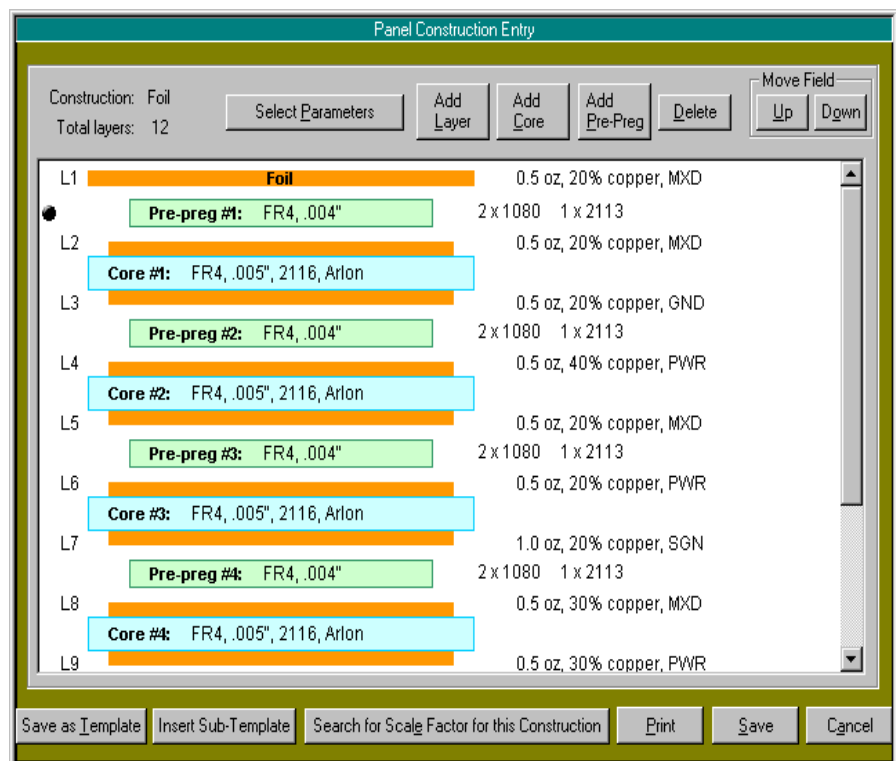 Panel Construction Entry
Construction: Foil
Total layers: 12
Select Parameters
Add Layer
Add Core
Add Pre-Preg
Delete
Move Field
Up
Down
L1 Foil 0.5 oz, 20% copper, MXD
Pre-preg #1: FR4, .004" 2 x 1080 1 x 2113
L2 0.5 oz, 20% copper, MXD
Core #1: FR4, .005", 2116, Arlon
L3 0.5 oz, 20% copper, GND
Pre-preg #2: FR4, .004" 2 x 1080 1 x 2113
L4 0.5 oz, 40% copper, PWR
Core #2: FR4, .005", 2116, Arlon
L5 0.5 oz, 20% copper, MXD
Pre-preg #3: FR4, .004" 2 x 1080 1 x 2113
L6 0.5 oz, 20% copper, PWR
Core #3: FR4, .005", 2116, Arlon
L7 1.0 oz, 20% copper, SGN
Pre-preg #4: FR4, .004" 2 x 1080 1 x 2113
L8 0.5 oz, 30% copper, MXD
Core #4: FR4, .005", 2116, Arlon
L9 0.5 oz, 30% copper, PWR
Save as Template
Insert Sub-Template
Search for Scale Factor for this Construction
Print
Save
Cancel